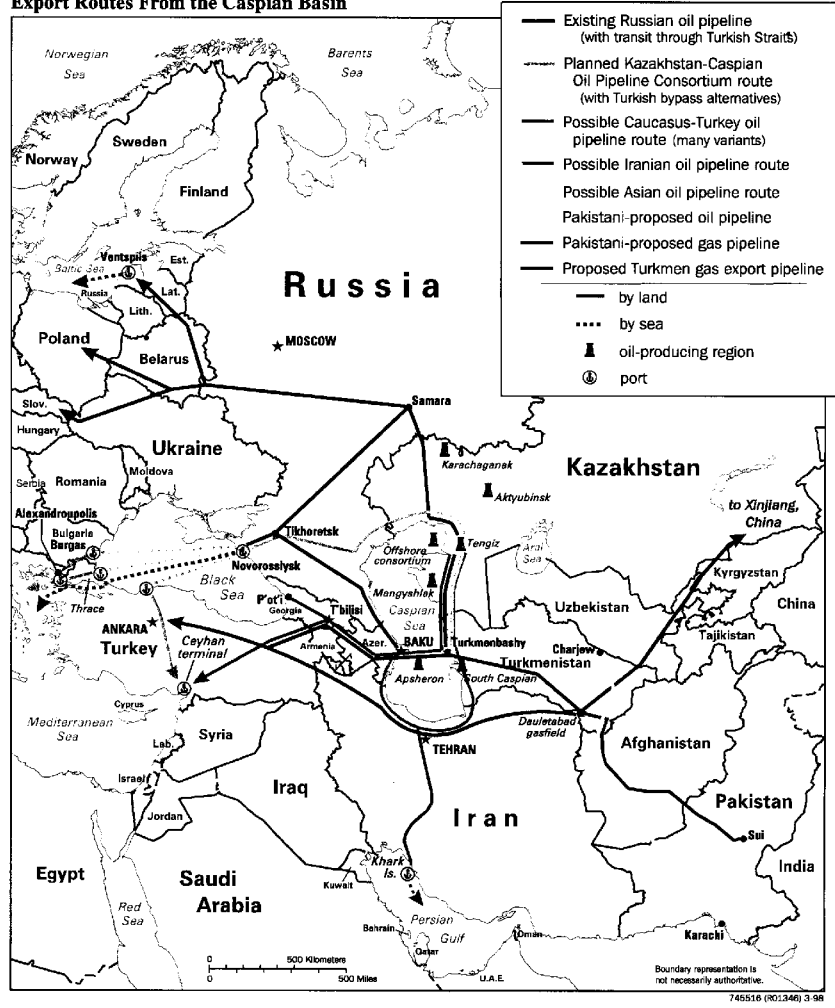 Export Routes From the Caspian Basin
Existing Russian oil pipeline
(with transit through Turkish Straits)
Planned Kazakhstan-Caspian
Oil Pipeline Consortium route
(with Turkish bypass alternatives)
Possible Caucasus-Turkey oil
pipeline route (many variants)
Possible Iranian oil pipeline route
Possible Asian oil pipeline route
Pakistani-proposed oil pipeline
Pakistani-proposed gas pipeline
Proposed Turkmen gas export pipeline
by land
by sea
oil-producing region
port
Norwegian
Sea
Barents
Sea
Sweden
Norway
Finland
Ventspils
Est.
Baltic Sea
Russia
Lat.
Lith.
Russia
MOSCOW
Poland
Belarus
Slov.
Hungary
Samara
Ukraine
Karachaganak
Kazakhstan
Aktyubinsk
Moldova
Serbia
Romania
Alexandroupolis
Bulgaria
Burgas
Tikhoretsk
Novorossiysk
Offshore
consortium
Tengiz
Aral
Sea
to Xinjiang,
China
Kyrgyzstan
China
Thrace
Black
Sea
P'ot'i
Georgia
T'bilisi
Mangyshlak
Caspian
Sea
Uzbekistan
Tajikistan
ANKARA
Turkey
Ceyhan
terminal
Armenia
Azer.
BAKU
Turkmenbashy
Charjew
Turkmenistan
Apsheron
South Caspian
Cyprus
Mediterranean
Sea
Syria
Lab.
TEHRAN
Dauletabad
gasfield
Afghanistan
Israel
Jordan
Iraq
Iran
Pakistan
Sui
India
Egypt
Saudi
Arabia
Kuwait
Khark
Is.
Red
Sea
Persian
Gulf
Bahrain
Qatar
Oman
U.A.E.
Karachi
0 500 Kilometers
0 500 Miles
Boundary representation is
not necessarily authoritative.
745516 (R01346) 3-98